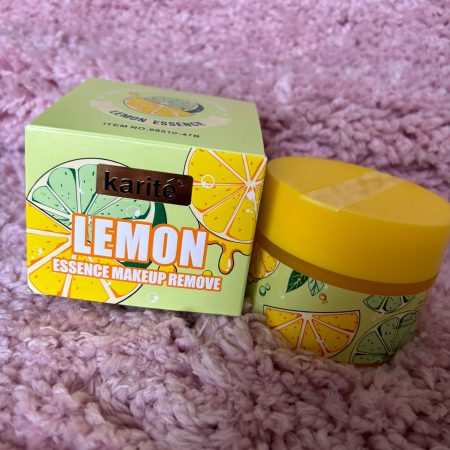 LEMON ESSENCE
karité
LEMON
ESSENCE MAKEUP REMOVE